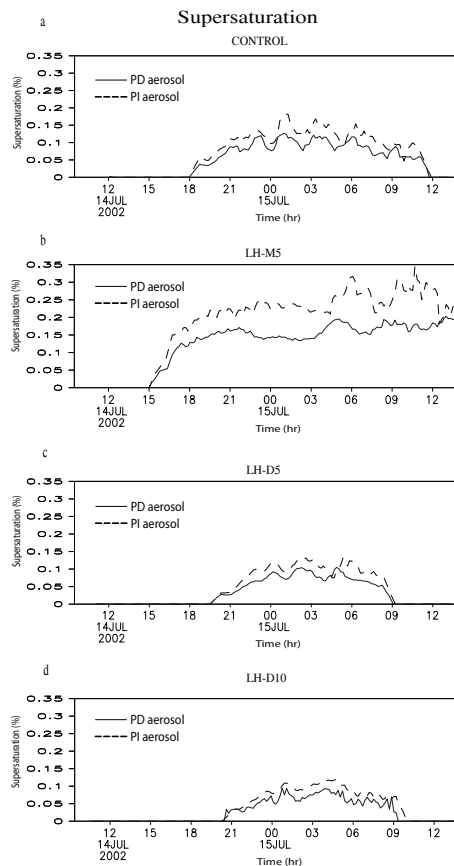 Supersaturation
a
CONTROL
Supersaturation (%)
0.35
0.3
0.25
0.2
0.15
0.1
0.05
0
PD aerosol
PI aerosol
12 15 18 21 00 03 06 09 12
14JUL 15JUL
2002
Time (hr)
b
LH-M5
Supersaturation (%)
0.35
0.3
0.25
0.2
0.15
0.1
0.05
0
PD aerosol
PI aerosol
12 15 18 21 00 03 06 09 12
14JUL 15JUL
2002
Time (hr)
c
LH-D5
Supersaturation (%)
0.35
0.3
0.25
0.2
0.15
0.1
0.05
0
PD aerosol
PI aerosol
12 15 18 21 00 03 06 09 12
14JUL 15JUL
2002
Time (hr)
d
LH-D10
Supersaturation (%)
0.35
0.3
0.25
0.2
0.15
0.1
0.05
0
PD aerosol
PI aerosol
12 15 18 21 00 03 06 09 12
14JUL 15JUL
2002
Time (hr)